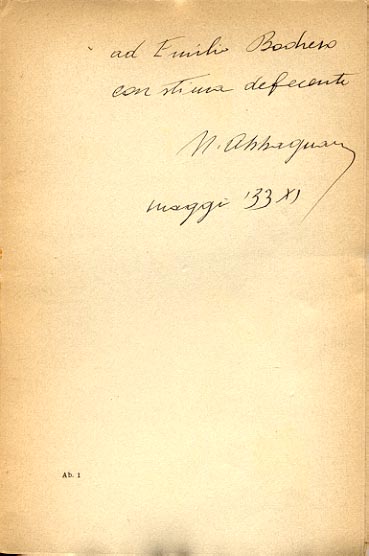 ad Emilio Bodrero
con stima deferente
N. Abbagnano
maggio '33 XI
Ab. 1